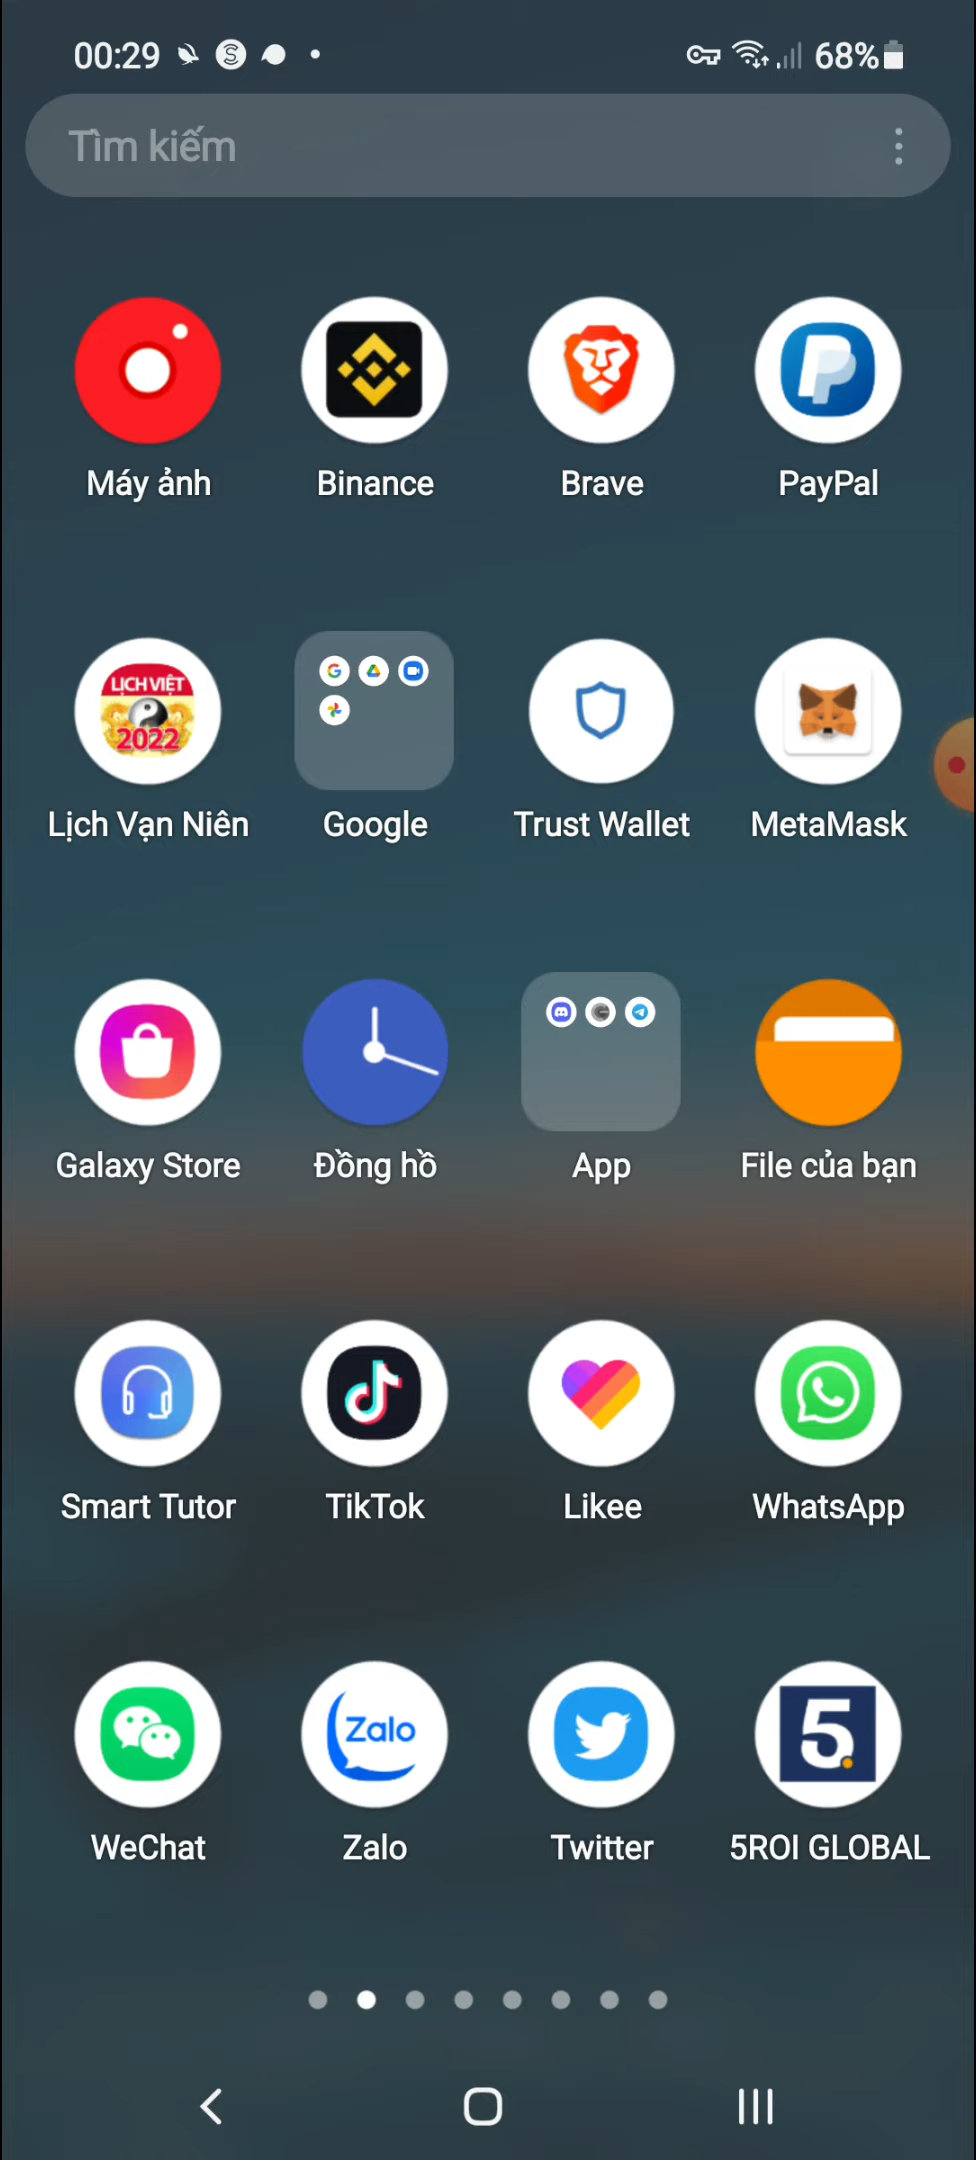 00:29 68%
Tìm kiếm
Máy ảnh Binance Brave PayPal
LỊCH VIỆT
2022
Lịch Vạn Niên Google Trust Wallet MetaMask
Galaxy Store Đồng hồ App File của bạn
Smart Tutor TikTok Likee WhatsApp
Zalo 5
WeChat Zalo Twitter 5ROI GLOBAL